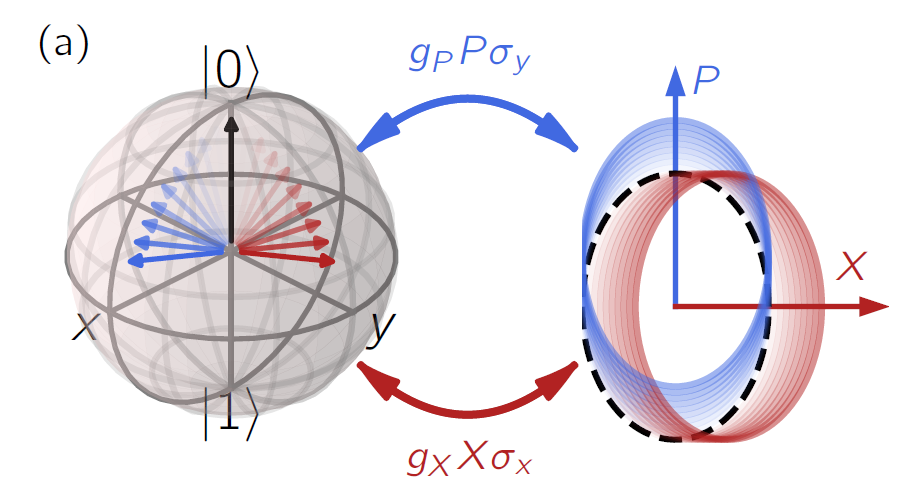 (a)
|0⟩
g_P Pσ_y
P
X
x
y
|1⟩
g_X Xσ_x